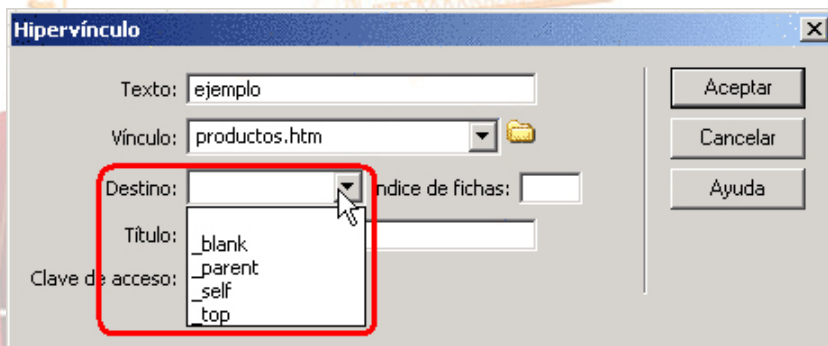 Hipervínculo
Texto: ejemplo
Aceptar
Vínculo: productos.htm
Cancelar
Destino:
ndice de fichas:
Ayuda
_blank
_parent
_self
_top
Título:
Clave de acceso: